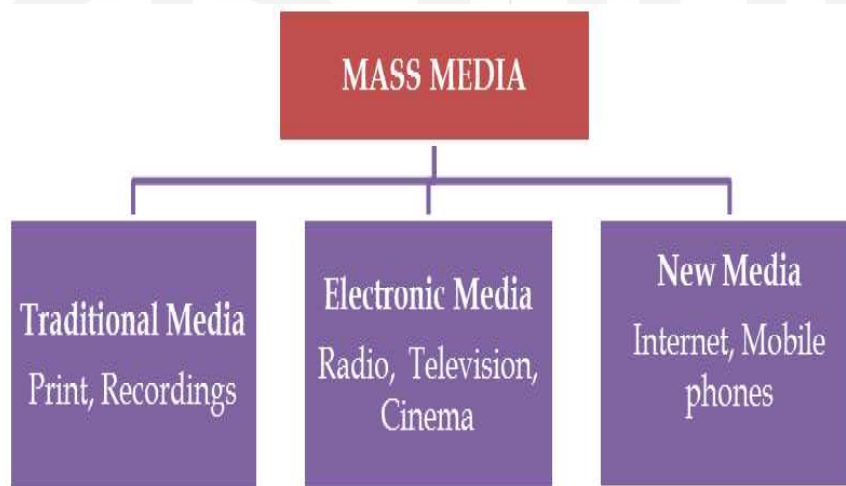 MASS MEDIA
Traditional Media
Print, Recordings
Electronic Media
Radio, Television,
Cinema
New Media
Internet, Mobile
phones